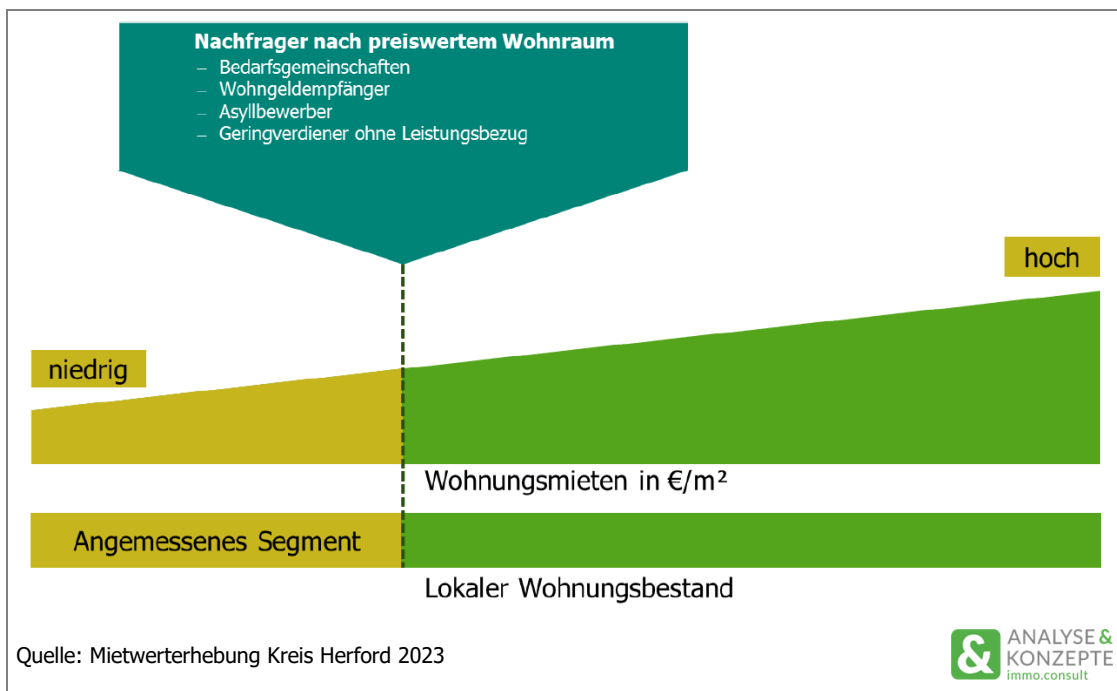 Nachfrager nach preiswertem Wohnraum
– Bedarfsgemeinschaften
– Wohngeldempfänger
– Asyllbewerber
– Geringverdiener ohne Leistungsbezug
hoch
niedrig
Wohnungsmieten in €/m²
Angemessenes Segment
Lokaler Wohnungsbestand
Quelle: Mietwerterhebung Kreis Herford 2023
& ANALYSE &
KONZEPTE
immo.consult